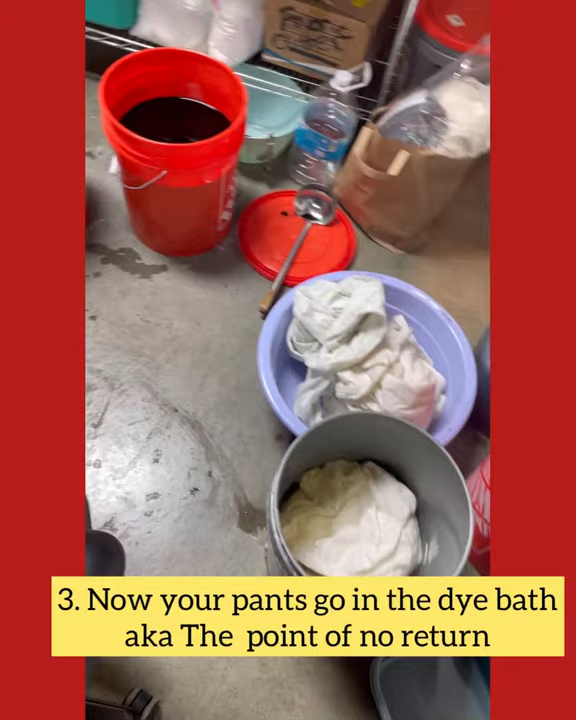 3. Now your pants go in the dye bath
aka The  point of no return